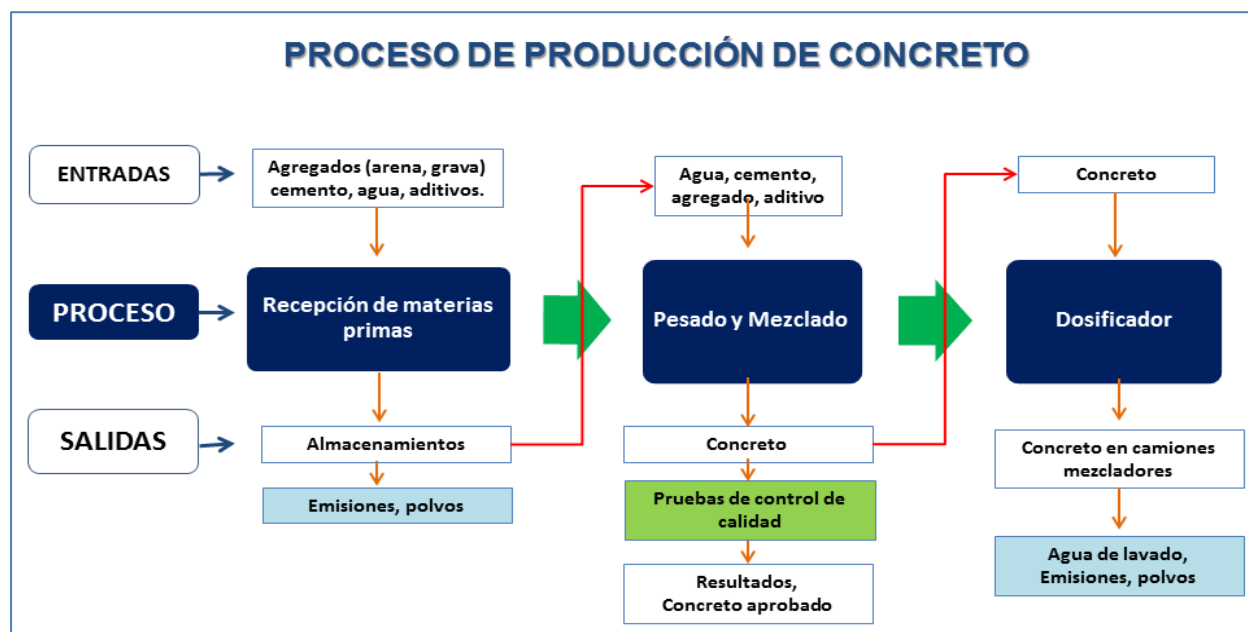 PROCESO DE PRODUCCIÓN DE CONCRETO
ENTRADAS
Agregados (arena, grava)
cemento, agua, aditivos.
Agua, cemento,
agregado, aditivo
Concreto
PROCESO
Recepción de materias
primas
Pesado y Mezclado
Dosificador
SALIDAS
Almacenamientos
Concreto
Concreto en camiones
mezcladores
Emisiones, polvos
Pruebas de control de
calidad
Agua de lavado,
Emisiones, polvos
Resultados,
Concreto aprobado